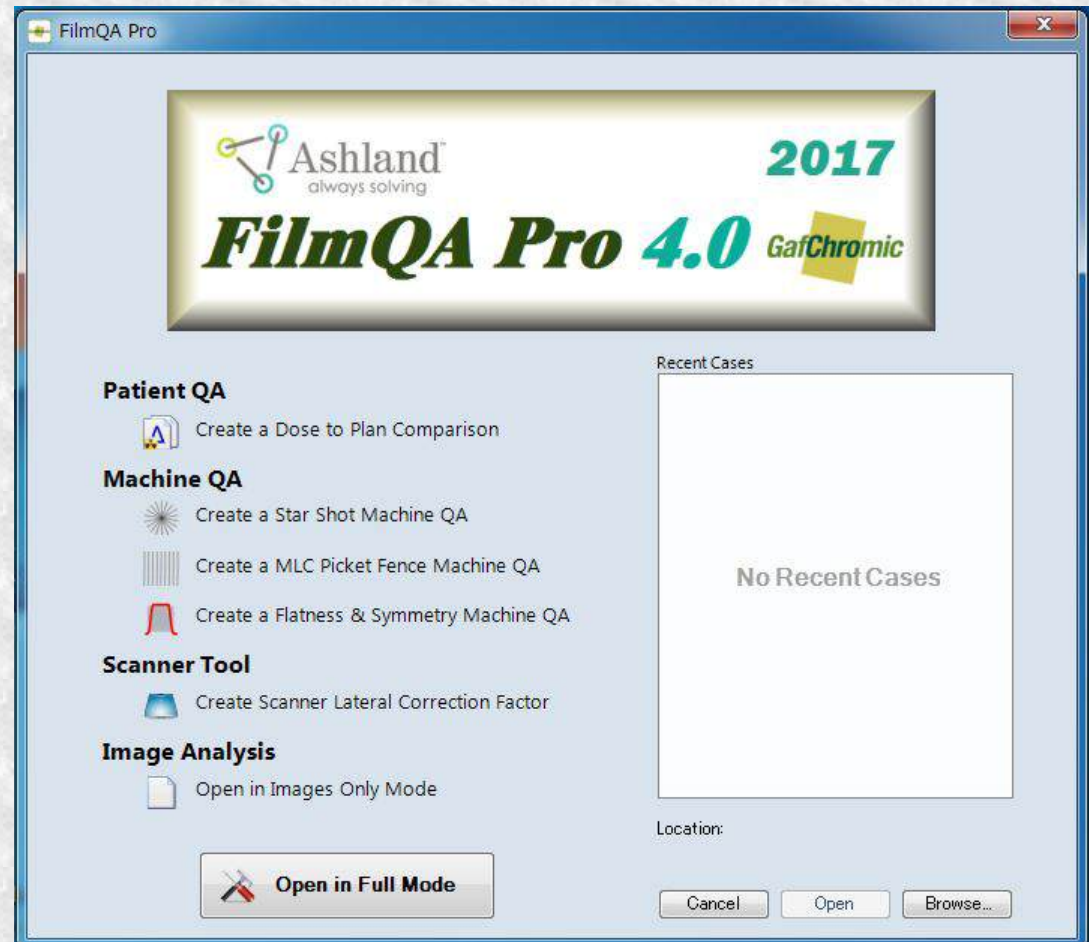 FilmQA Pro
Ashland™
always solving
2017
FilmQA Pro 4.0
GafChromic
Patient QA
Create a Dose to Plan Comparison
Machine QA
Create a Star Shot Machine QA
Create a MLC Picket Fence Machine QA
Create a Flatness & Symmetry Machine QA
Scanner Tool
Create Scanner Lateral Correction Factor
Image Analysis
Open in Images Only Mode
Open in Full Mode
Recent Cases
No Recent Cases
Location:
Cancel
Open
Browse...